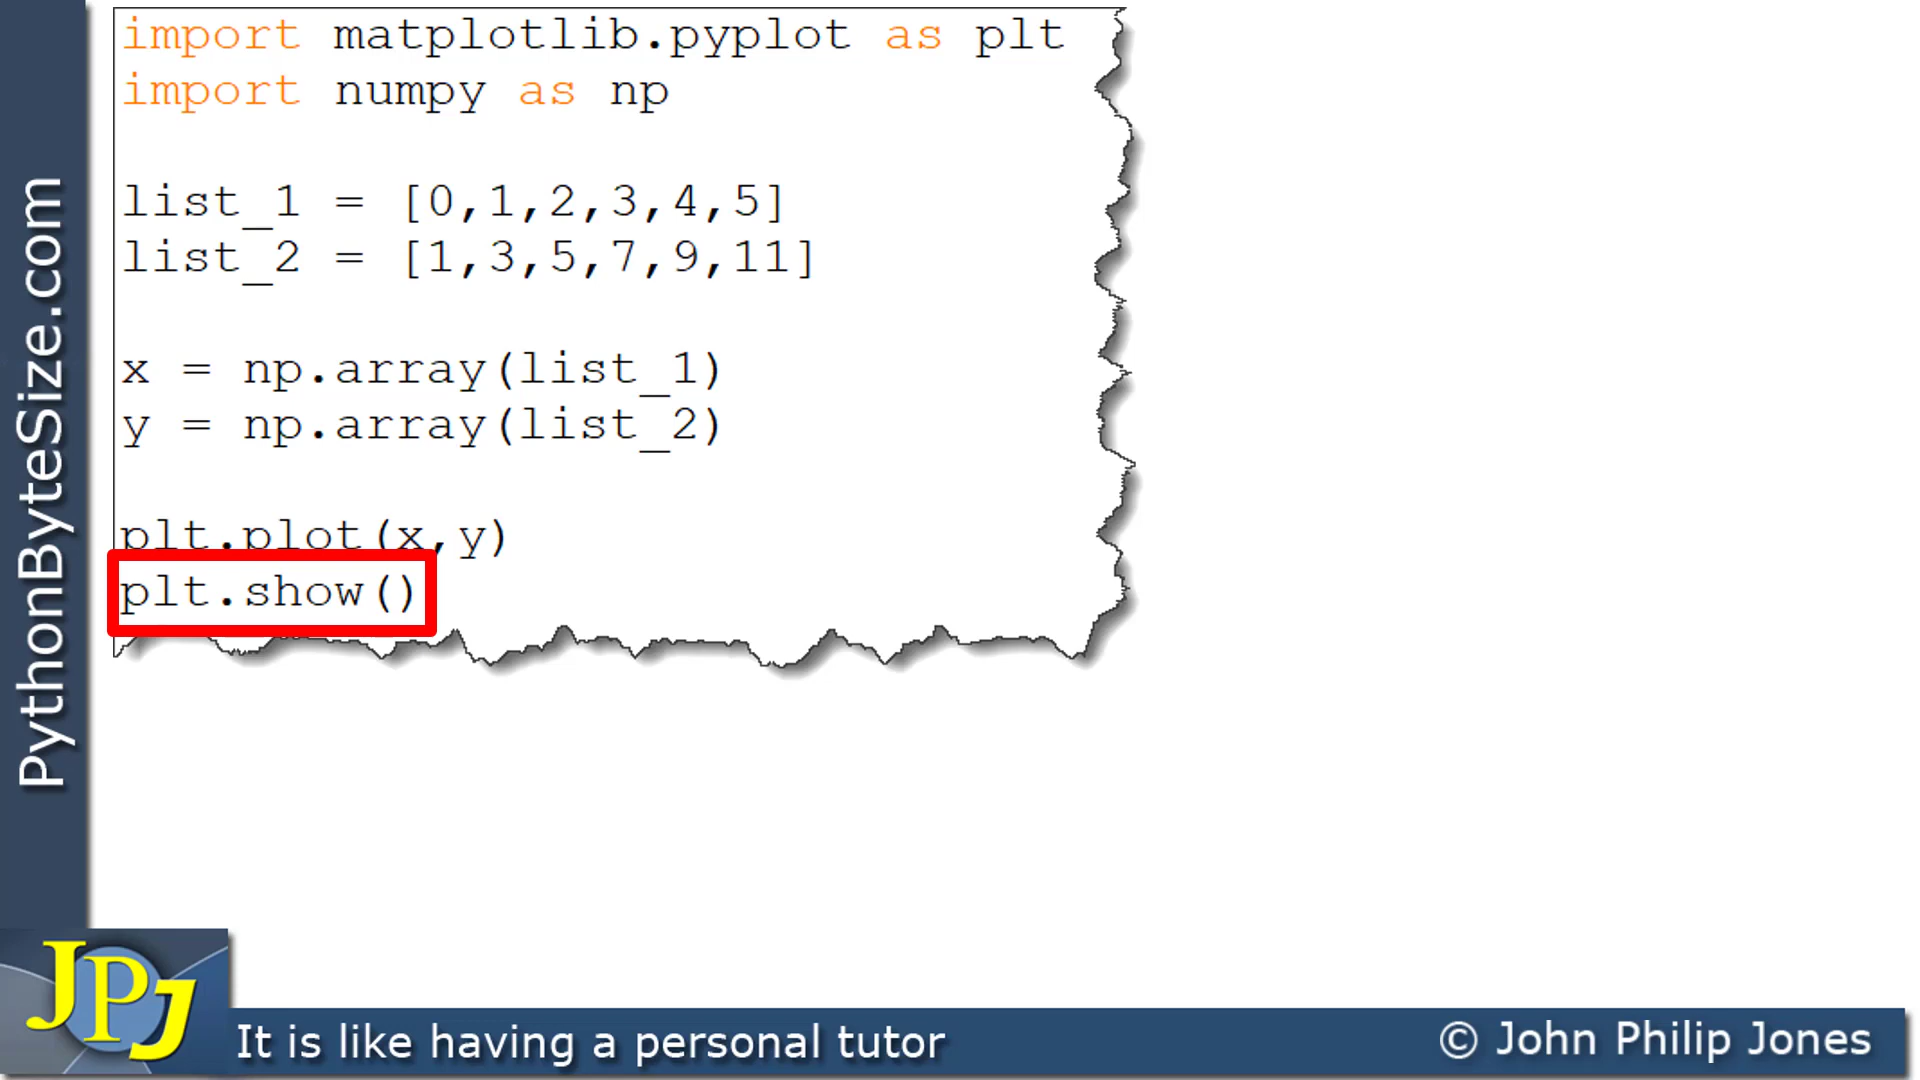 import matplotlib.pyplot as plt
import numpy as np
list_1 = [0,1,2,3,4,5]
list_2 = [1,3,5,7,9,11]
x = np.array(list_1)
y = np.array(list_2)
plt.plot(x,y)
plt.show()
PythonByteSize.com
JPJ
It is like having a personal tutor
© John Philip Jones